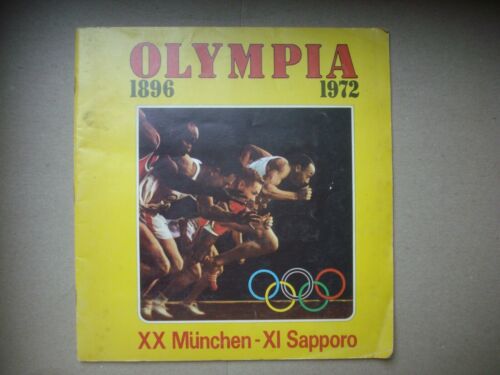 OLYMPIA
1896 1972
XX München - XI Sapporo